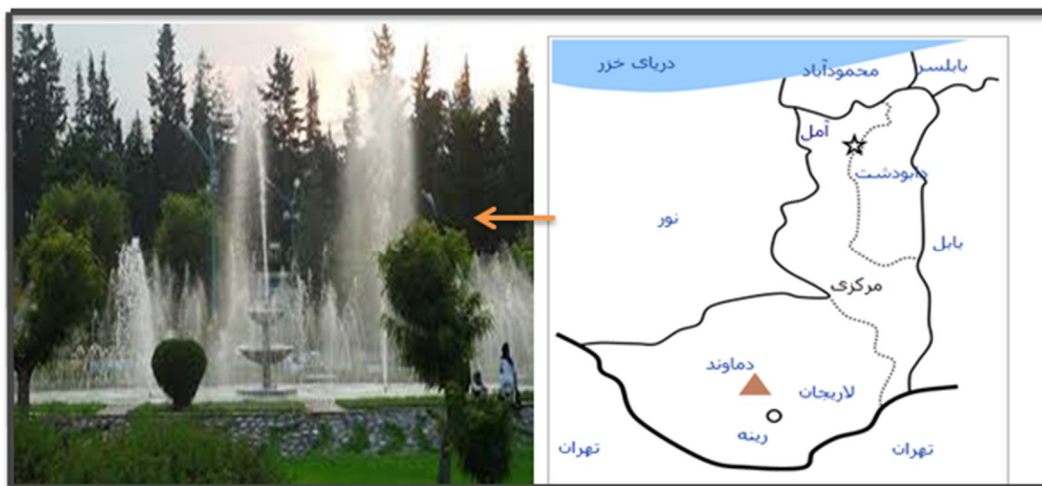 دریای خزر
محمودآباد
بابلسر
آمل
دابودشت
نور
بابل
مرکزی
دماوند
لاریجان
رینه
تهران
تهران